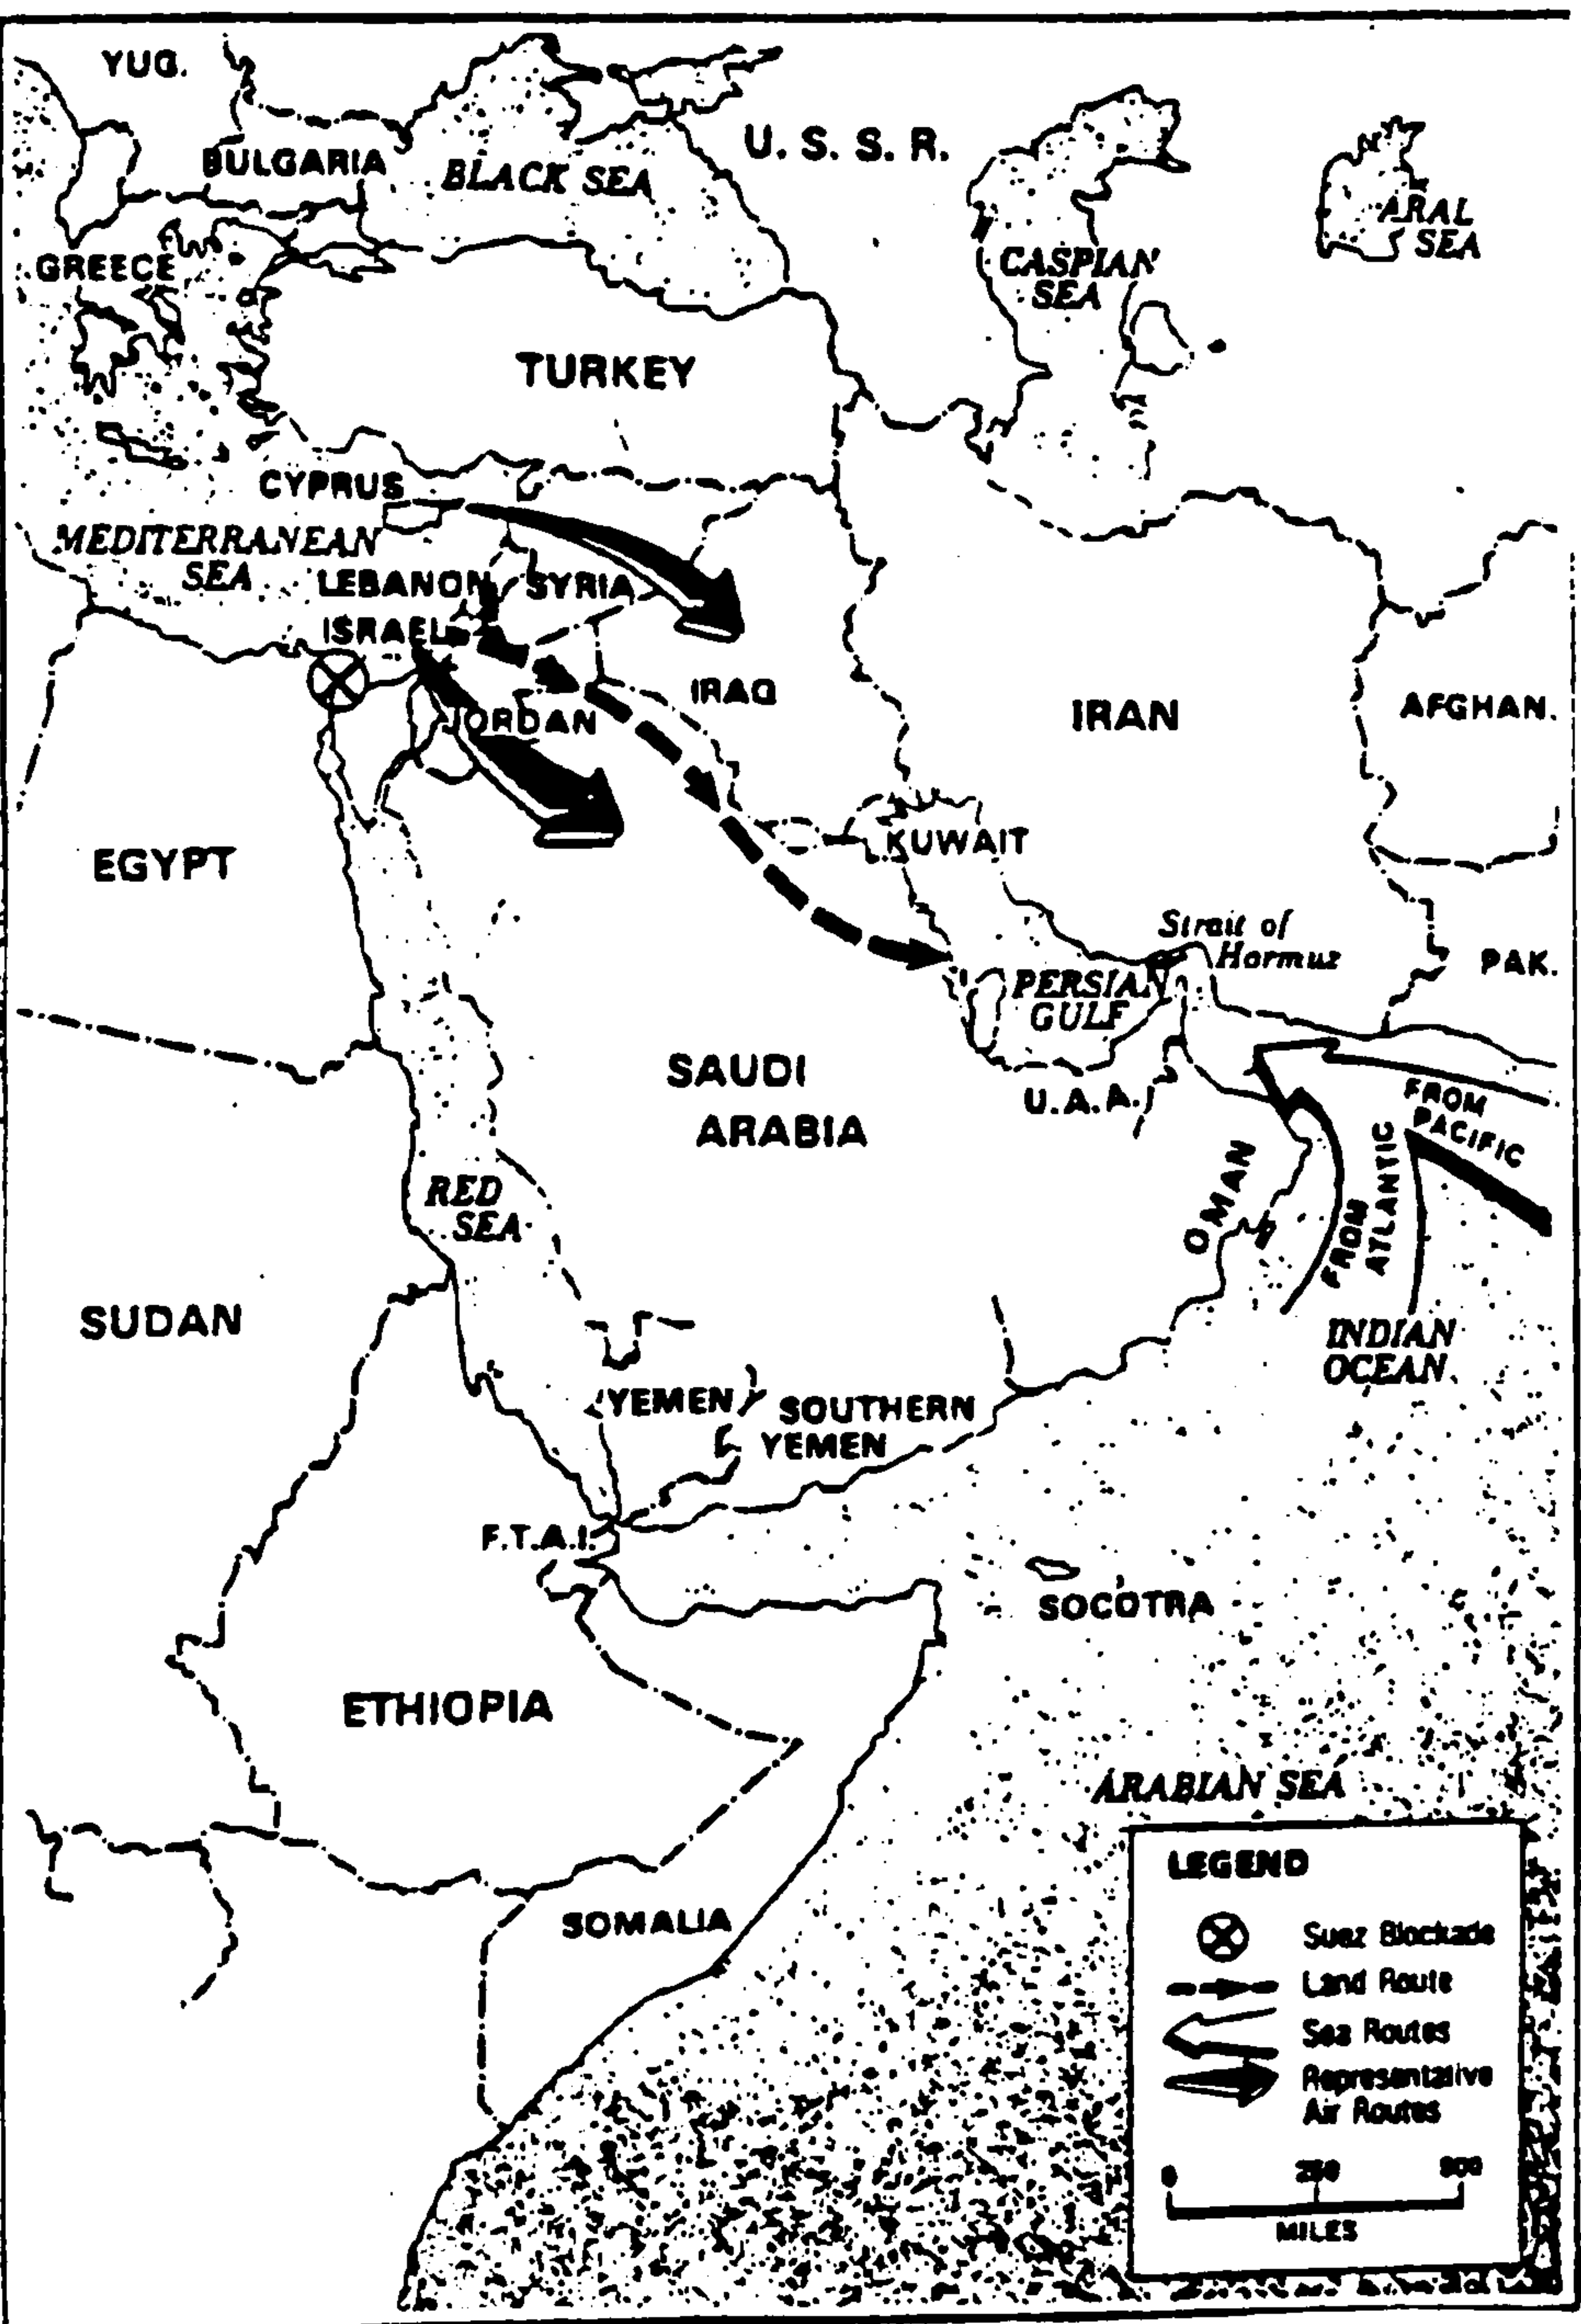 YUG.
BULGARIA
BLACK SEA
U. S. S. R.
ARAL
SEA
GREECE
CASPIAN
SEA
TURKEY
CYPRUS
MEDITERRANEAN
SEA
LEBANON
SYRIA
ISRAEL
IRAQ
IRAN
AFGHAN.
JORDAN
EGYPT
KUWAIT
Strait of
Hormuz
PAK.
PERSIAN
GULF
SAUDI
ARABIA
U.A.A.
FROM
PACIFIC
OMAN
FROM
ATLANTIC
RED
SEA
SUDAN
INDIAN
OCEAN
YEMEN
SOUTHERN
YEMEN
F.T.A.I.
SOCOTRA
ETHIOPIA
ARABIAN SEA
SOMALIA
LEGEND
Suez Blockade
Land Route
Sea Routes
Representative
Air Routes
0 250 500
MILES